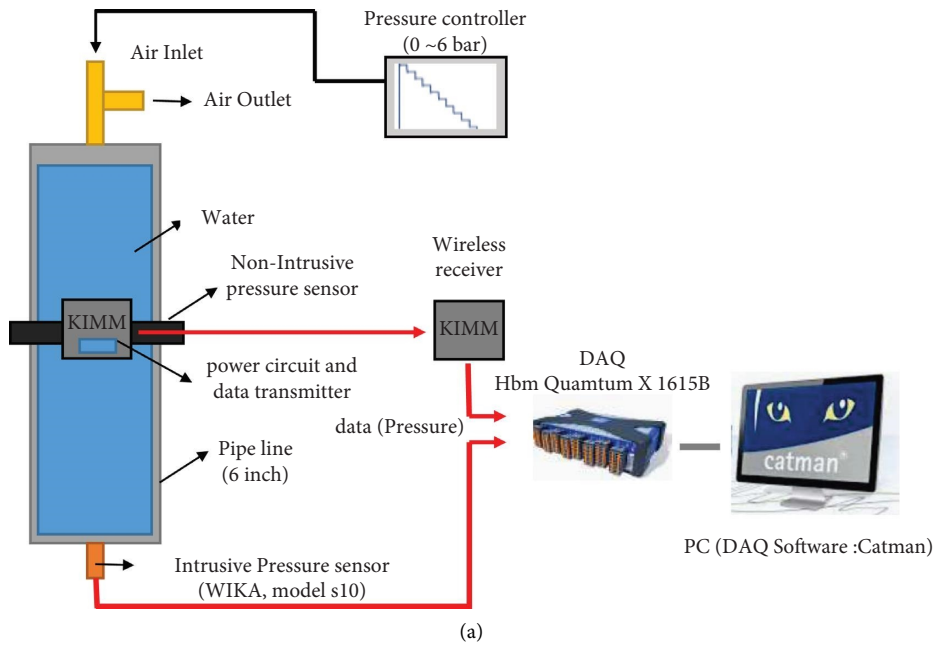 Pressure controller
(0 ~6 bar)
Air Inlet
Air Outlet
Water
Non-Intrusive
pressure sensor
KIMM
power circuit and
data transmitter
Wireless
receiver
KIMM
DAQ
Hbm Quamtum X 1615B
data (Pressure)
Pipe line
(6 inch)
catman®
PC (DAQ Software :Catman)
Intrusive Pressure sensor
(WIKA, model s10)
(a)